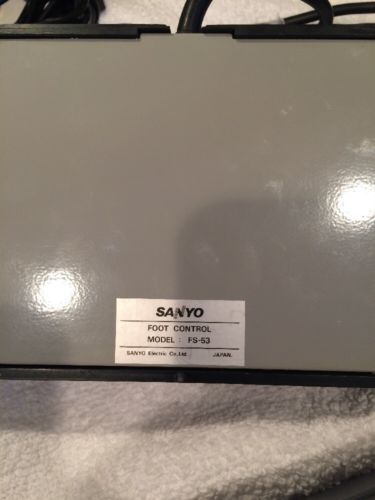 SANYO
FOOT CONTROL
MODEL : FS-53
SANYO Electric Co.,Ltd. JAPAN.